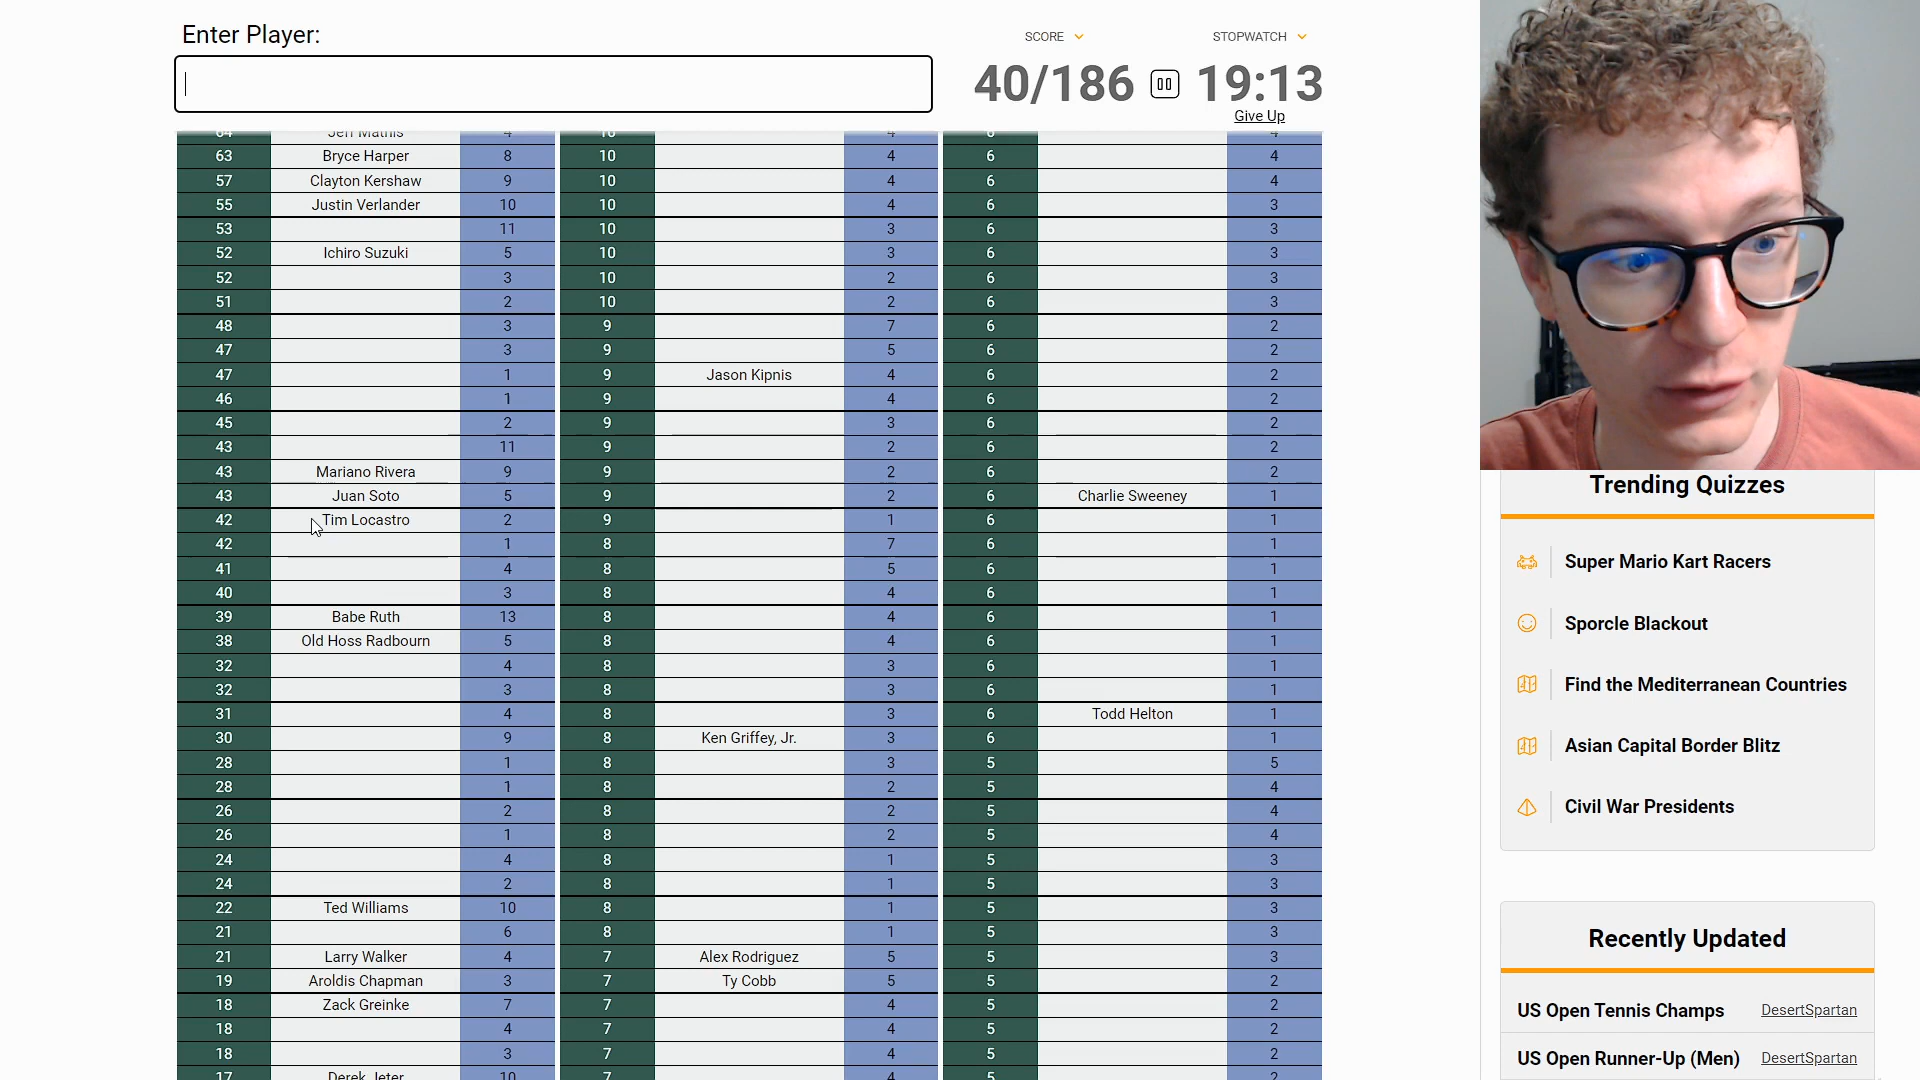 Enter Player:
SCORE
STOPWATCH
40/186
19:13
Give Up
64 Jeff Mathis 4 10 4 6 4
63 Bryce Harper 8 10 4 6 4
57 Clayton Kershaw 9 10 4 6 4
55 Justin Verlander 10 10 4 6 3
53 11 10 3 6 3
52 Ichiro Suzuki 5 10 3 6 3
52 3 10 2 6 3
51 2 10 2 6 3
48 3 9 7 6 2
47 3 9 5 6 2
47 1 9 Jason Kipnis 4 6 2
46 1 9 4 6 2
45 2 9 3 6 2
43 11 9 2 6 2
43 Mariano Rivera 9 9 2 6 2
43 Juan Soto 5 9 2 6 Charlie Sweeney 1
42 Tim Locastro 2 9 1 6 1
42 1 8 7 6 1
41 4 8 5 6 1
40 3 8 4 6 1
39 Babe Ruth 13 8 4 6 1
38 Old Hoss Radbourn 5 8 4 6 1
32 4 8 3 6 1
32 3 8 3 6 1
31 4 8 3 6 Todd Helton 1
30 9 8 Ken Griffey, Jr. 3 6 1
28 1 8 3 5 5
28 1 8 2 5 4
26 2 8 2 5 4
26 1 8 2 5 4
24 4 8 1 5 3
24 2 8 1 5 3
22 Ted Williams 10 8 1 5 3
21 6 8 1 5 3
21 Larry Walker 4 7 Alex Rodriguez 5 5 3
19 Aroldis Chapman 3 7 Ty Cobb 5 5 2
18 Zack Greinke 7 7 4 5 2
18 4 7 4 5 2
18 3 7 4 5 2
17 Derek Jeter 10 7 4 5 2
Trending Quizzes
Super Mario Kart Racers
Sporcle Blackout
Find the Mediterranean Countries
Asian Capital Border Blitz
Civil War Presidents
Recently Updated
US Open Tennis Champs DesertSpartan
US Open Runner-Up (Men) DesertSpartan